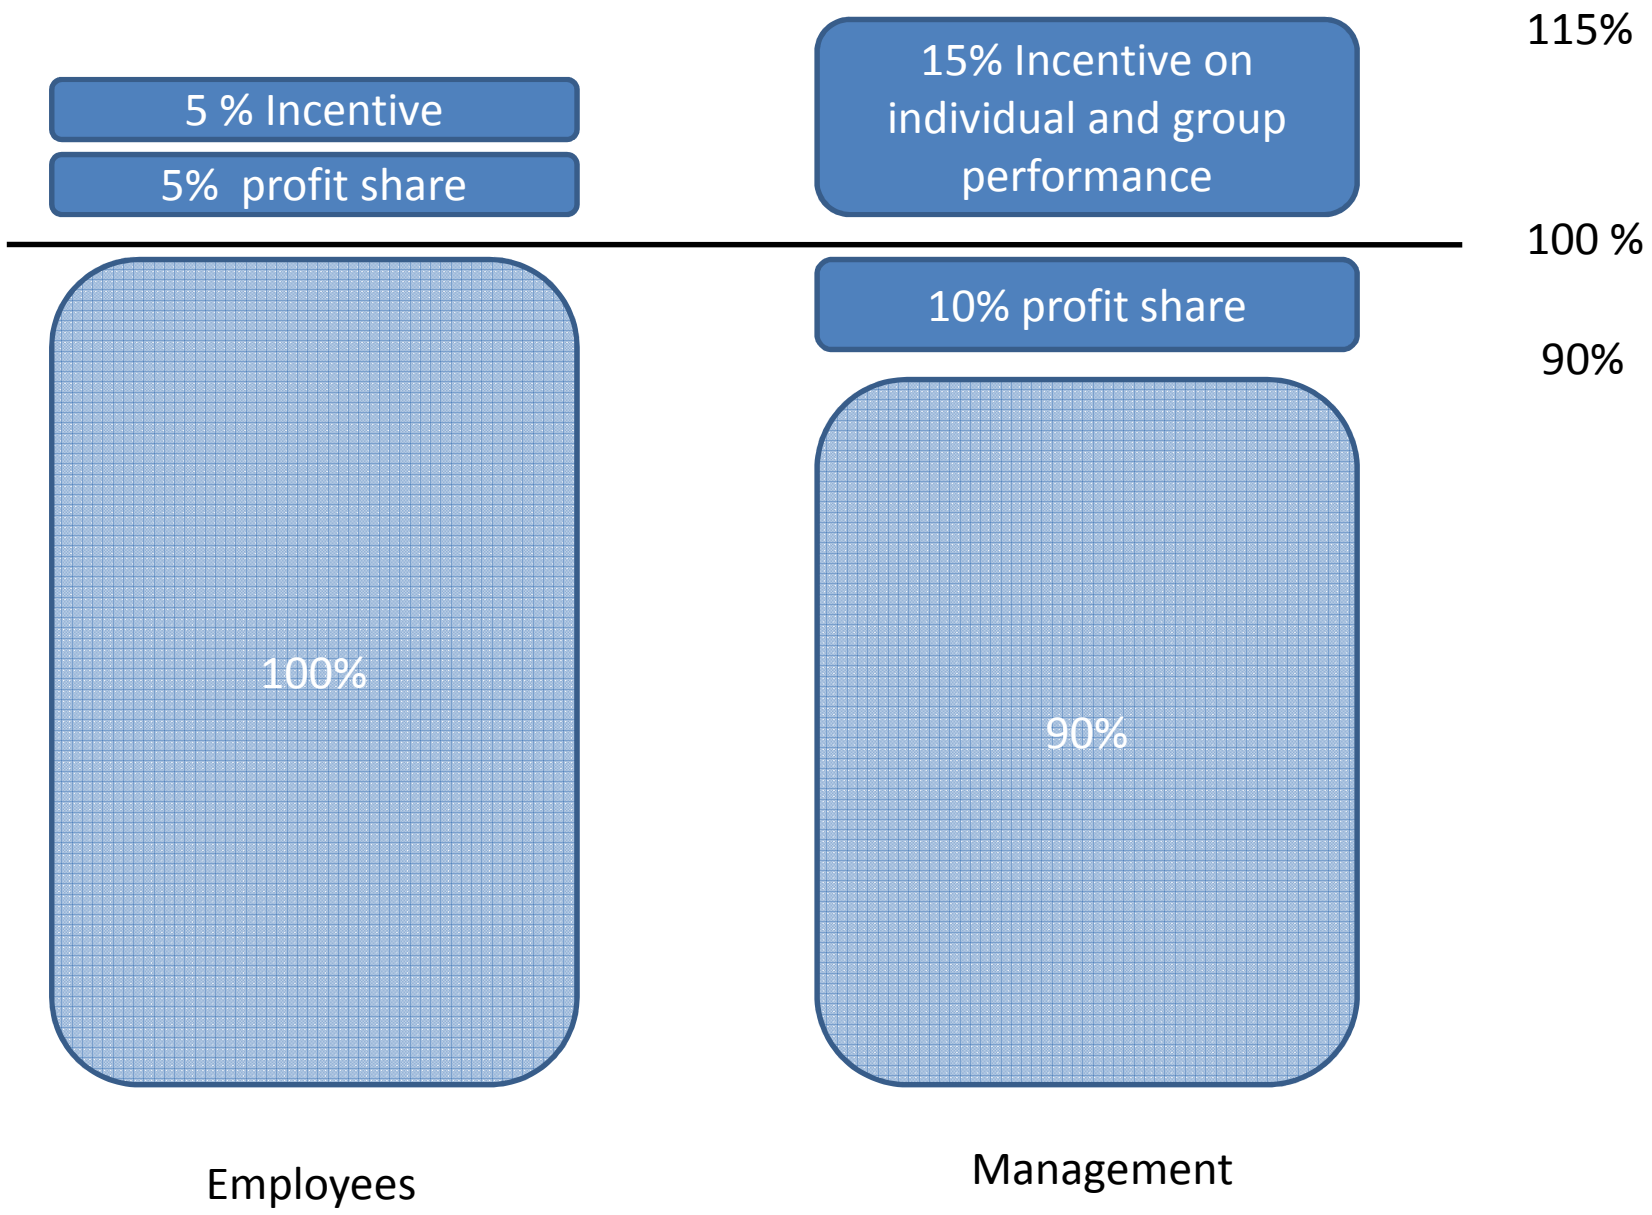 115%
15% Incentive on
individual and group
performance
5 % Incentive
5%  profit share
100 %
10% profit share
90%
100%
90%
Employees
Management